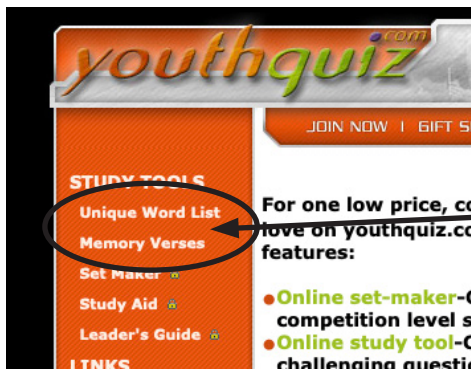 youthquiz.com
JOIN NOW | GIFT S
STUDY TOOLS
Unique Word List
Memory Verses
Set Maker
Study Aid
Leader's Guide
LINKS
For one low price, co
love on youthquiz.co
features:
Online set-maker-C
competition level s
Online study tool-C
challenging questi